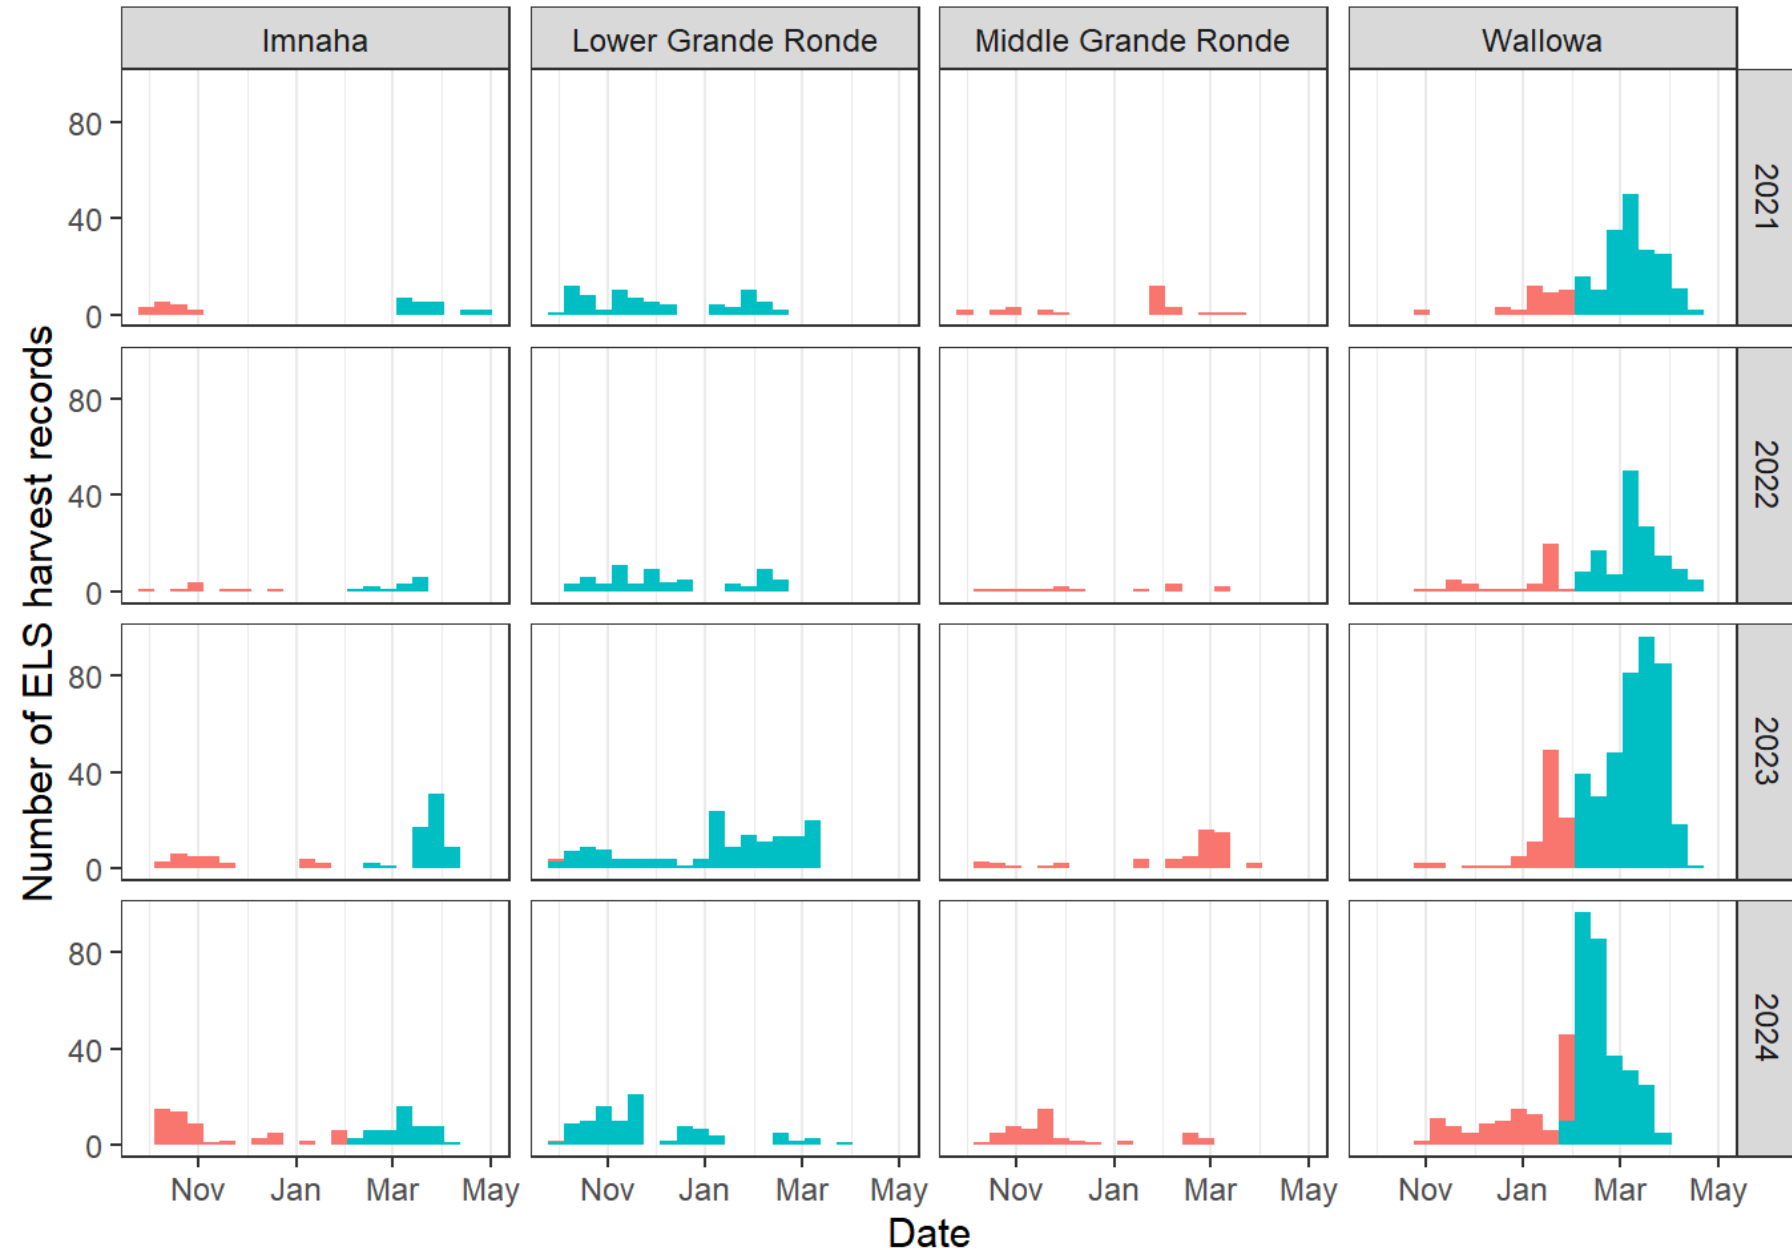 Imnaha
Lower Grande Ronde
Middle Grande Ronde
Wallowa
80
40
0
2021
80
40
0
2022
Number of ELS harvest records
80
40
0
2023
80
40
0
2024
Nov Jan Mar May
Nov Jan Mar May
Nov Jan Mar May
Nov Jan Mar May
Date